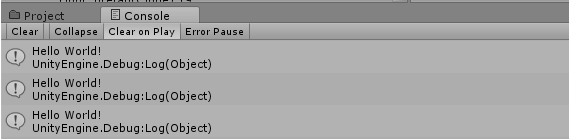 Project Console
Clear Collapse Clear on Play Error Pause
Hello World!
UnityEngine.Debug:Log(Object)
Hello World!
UnityEngine.Debug:Log(Object)
Hello World!
UnityEngine.Debug:Log(Object)